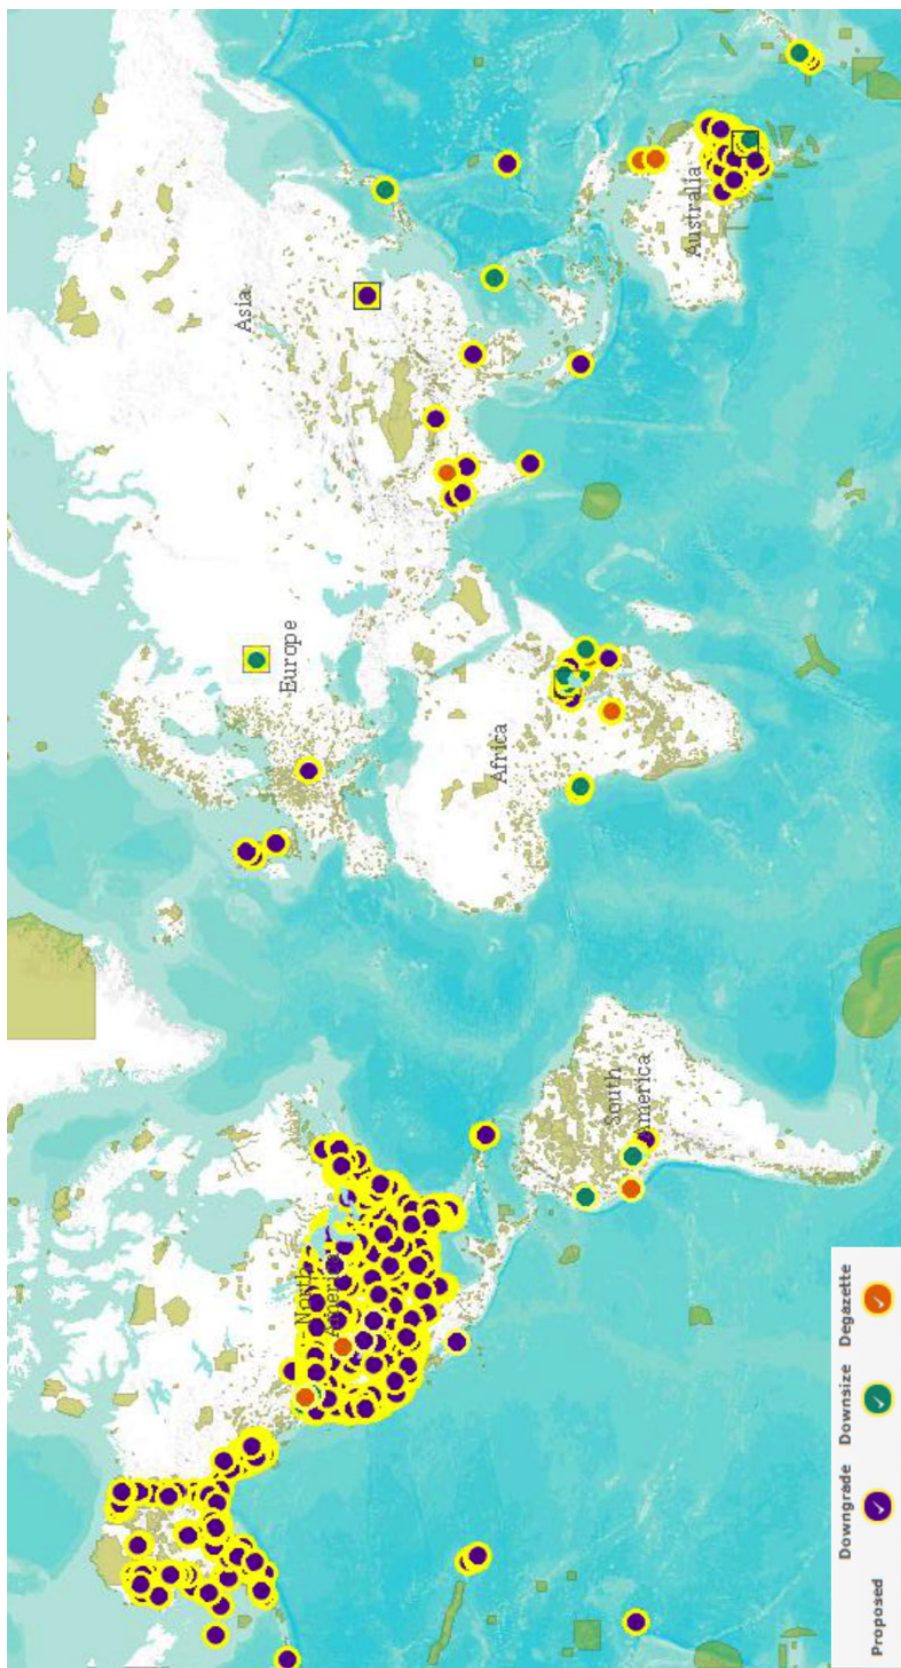 North
America
South
America
Europe
Africa
Asia
Australia
Proposed Downgrade Downsize Degazette